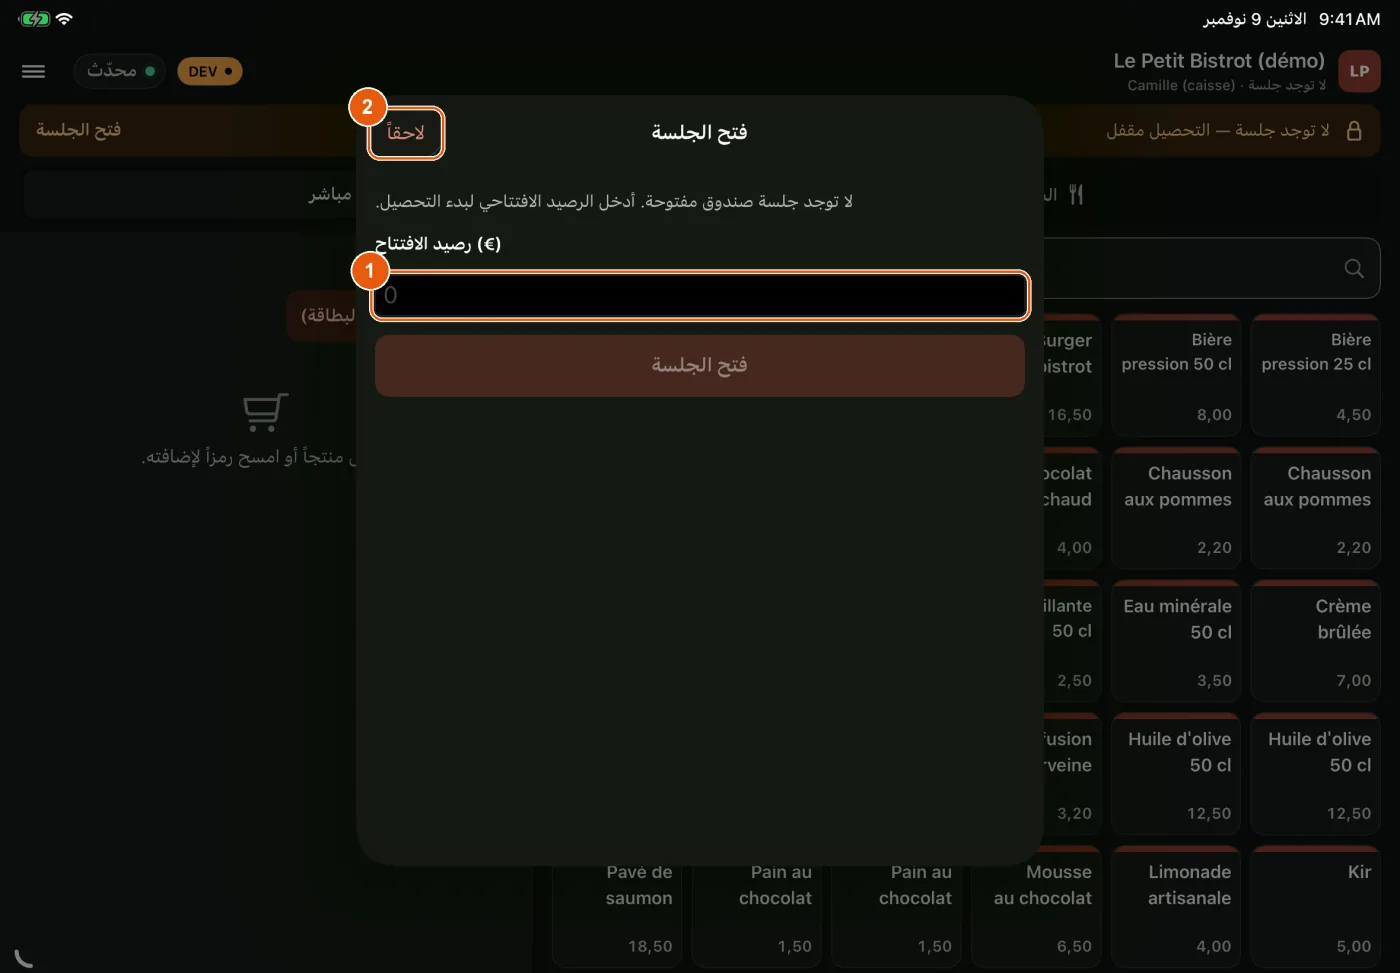 9:41AM الاثنين 9 نوفمبر
Le Petit Bistrot (démo)
LP
Camille (caisse) · لا توجد جلسة
DEV
محدّث
لا توجد جلسة — التحصيل مقفل
فتح الجلسة
مباشر
2
لاحقاً
فتح الجلسة
لا توجد جلسة صندوق مفتوحة. أدخل الرصيد الافتتاحي لبدء التحصيل.
رصيد الافتتاح (€)
1
0
فتح الجلسة
منتجاً أو امسح رمزاً لإضافته.
Bière
pression 25 cl
4,50
Bière
pression 50 cl
8,00
16,50
Chausson
aux pommes
2,20
Chausson
aux pommes
2,20
4,00
Crème
brûlée
7,00
Eau minérale
50 cl
3,50
50 cl
2,50
Huile d'olive
50 cl
12,50
Huile d'olive
50 cl
12,50
3,20
Kir
5,00
Limonade
artisanale
4,00
Mousse
au chocolat
6,50
Pain au
chocolat
1,50
Pain au
chocolat
1,50
Pavé de
saumon
18,50